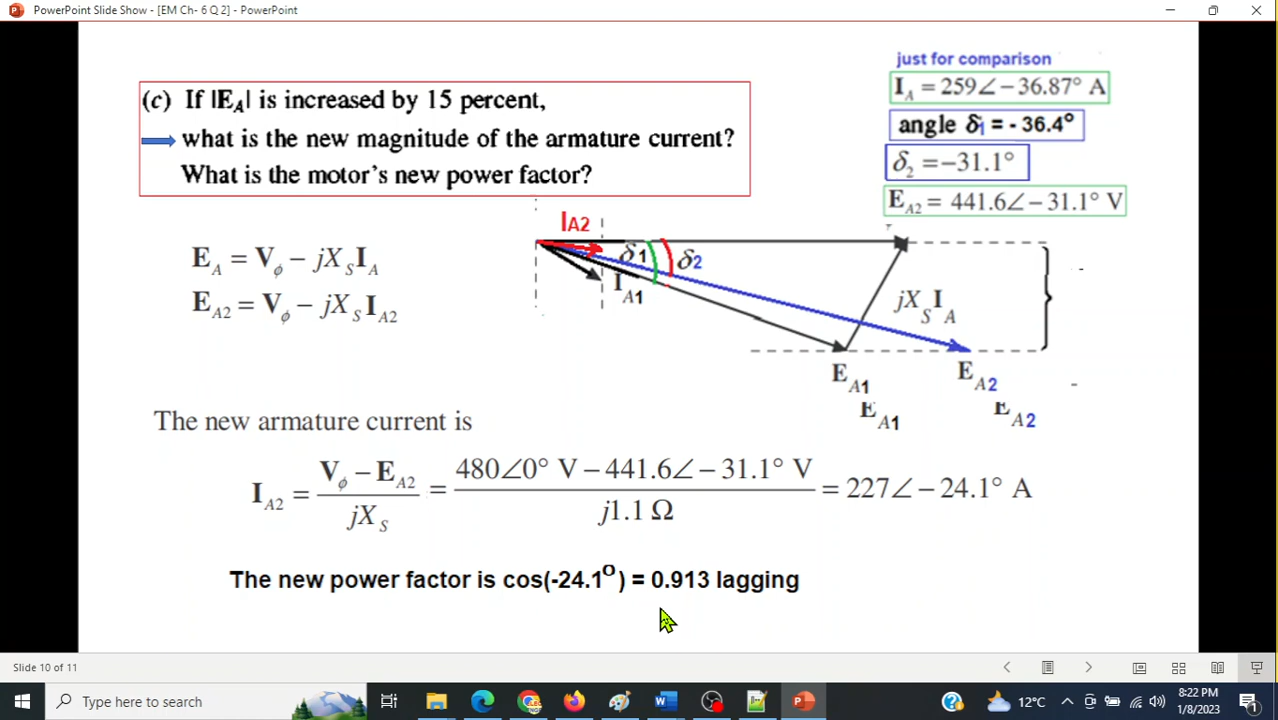 PowerPoint Slide Show - [EM Ch- 6 Q 2] - PowerPoint
just for comparison
I_A = 259∠−36.87° A
angle δ1 = - 36.4°
δ_2 = −31.1°
E_A2 = 441.6∠−31.1° V
(c) If |E_A| is increased by 15 percent,
what is the new magnitude of the armature current?
What is the motor's new power factor?
E_A = V_ϕ − jX_S I_A
E_A2 = V_ϕ − jX_S I_A2
I_A2
δ1
δ2
I_A1
jX_S I_A
E_A1
E_A2
E_A1
E_A2
The new armature current is
I_A2 = (V_ϕ − E_A2) / jX_S = (480∠0° V − 441.6∠−31.1° V) / j1.1 Ω = 227∠−24.1° A
The new power factor is cos(-24.1°) = 0.913 lagging
Slide 10 of 11
Type here to search
12°C
8:22 PM
1/8/2023
1